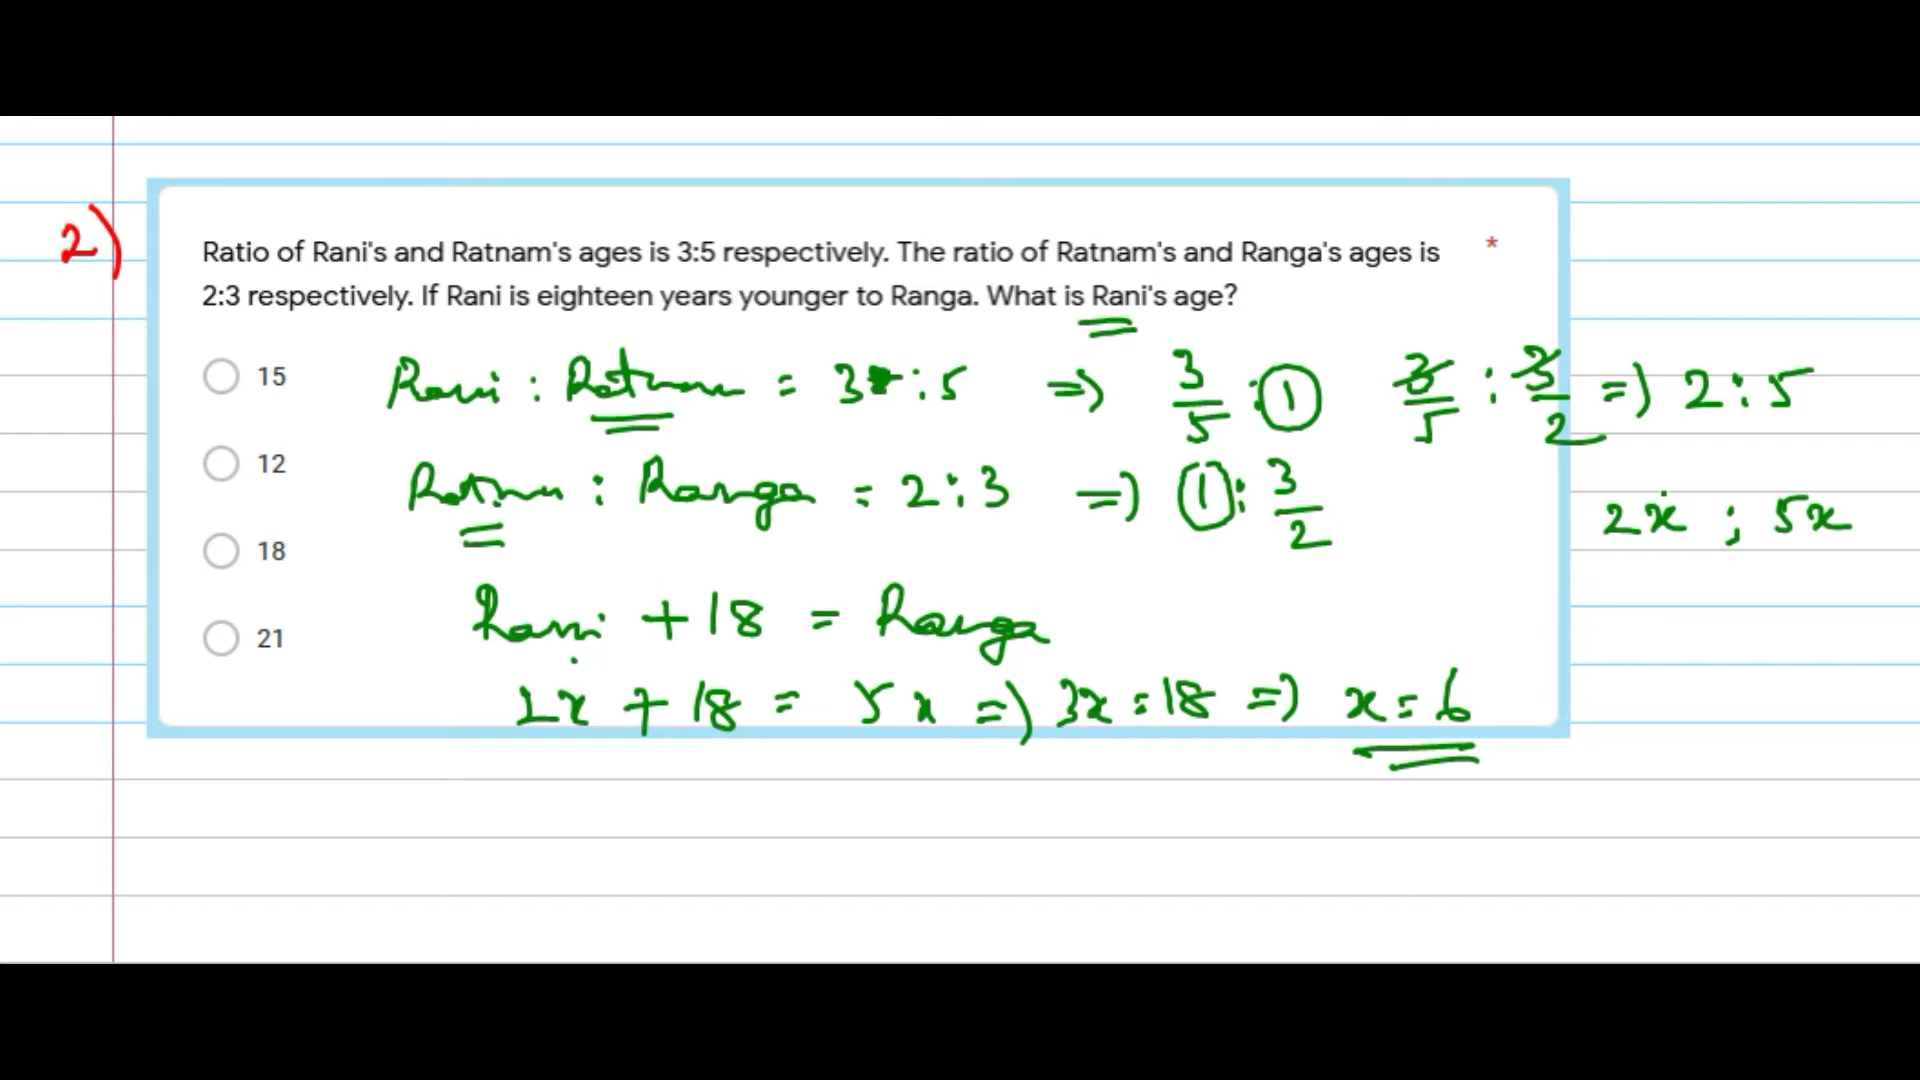 2)
Ratio of Rani's and Ratnam's ages is 3:5 respectively. The ratio of Ratnam's and Ranga's ages is *
2:3 respectively. If Rani is eighteen years younger to Ranga. What is Rani's age?
15 Rani : Ratnam = 3 : 5 => 3/5 : 1 3/5 : 3/2 => 2 : 5
12 Ratnam : Ranga = 2 : 3 => 1 : 3/2
2x : 5x
18
Rani + 18 = Ranga
21
2x + 18 = 5x => 3x = 18 => x = 6